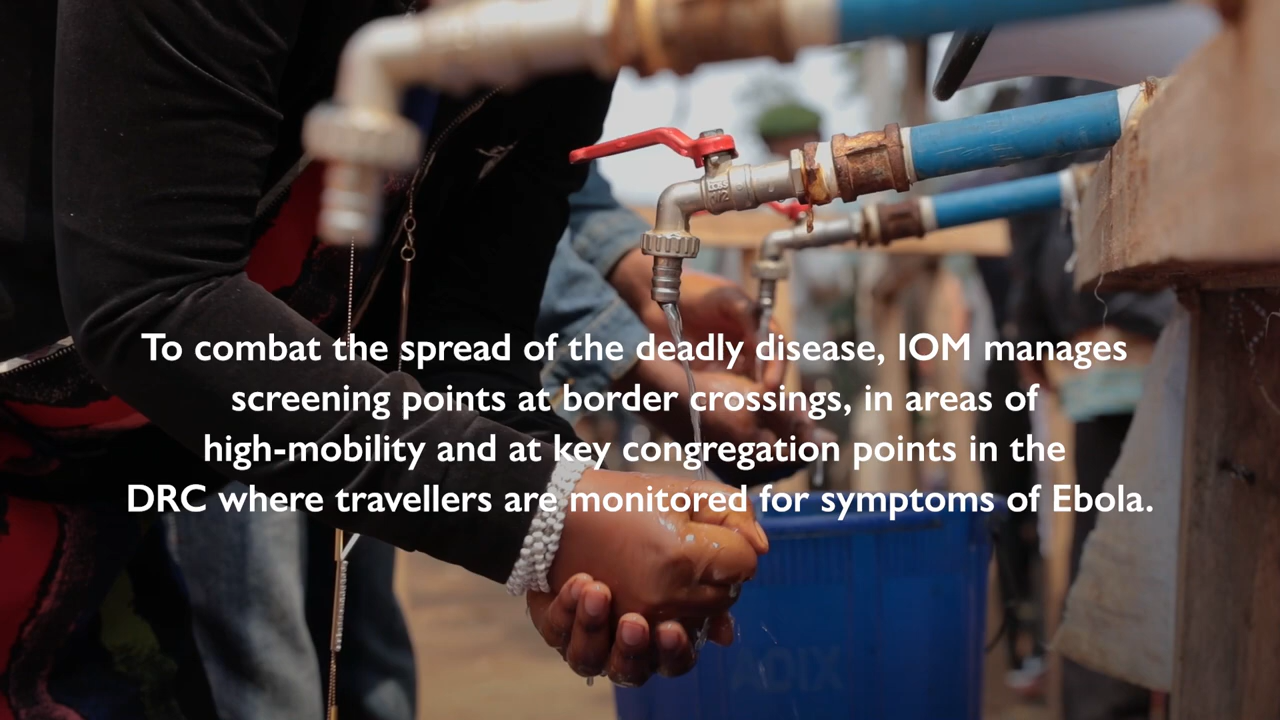 To combat the spread of the deadly disease, IOM manages
screening points at border crossings, in areas of
high-mobility and at key congregation points in the
DRC where travellers are monitored for symptoms of Ebola.